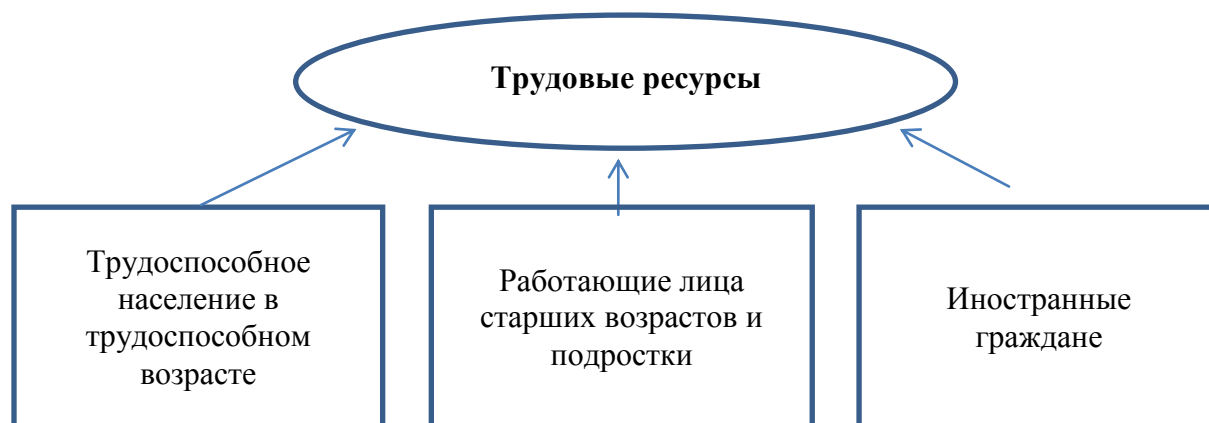 Трудовые ресурсы
Трудоспособное
население в
трудоспособном
возрасте
Работающие лица
старших возрастов и
подростки
Иностранные
граждане